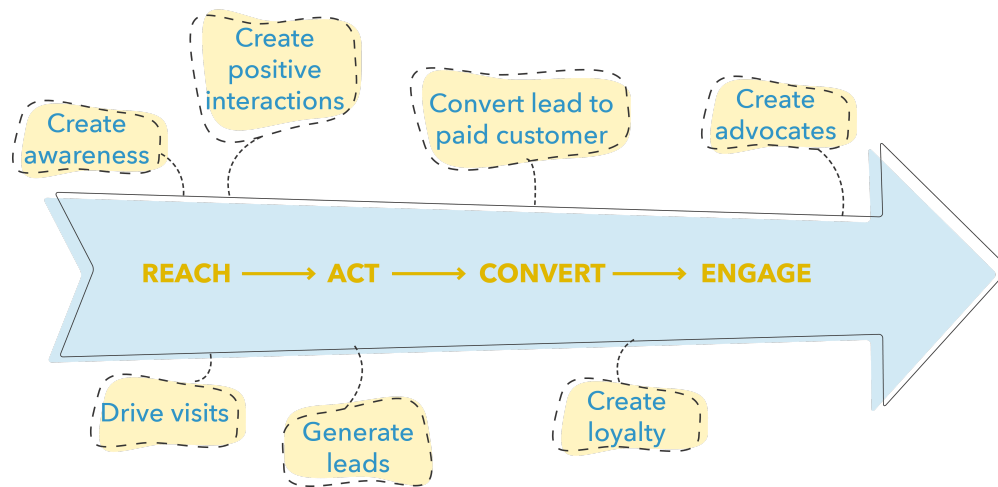 Create
awareness
Create
positive
interactions
Convert lead to
paid customer
Create
advocates
REACH ACT CONVERT ENGAGE
Drive visits
Generate
leads
Create
loyalty